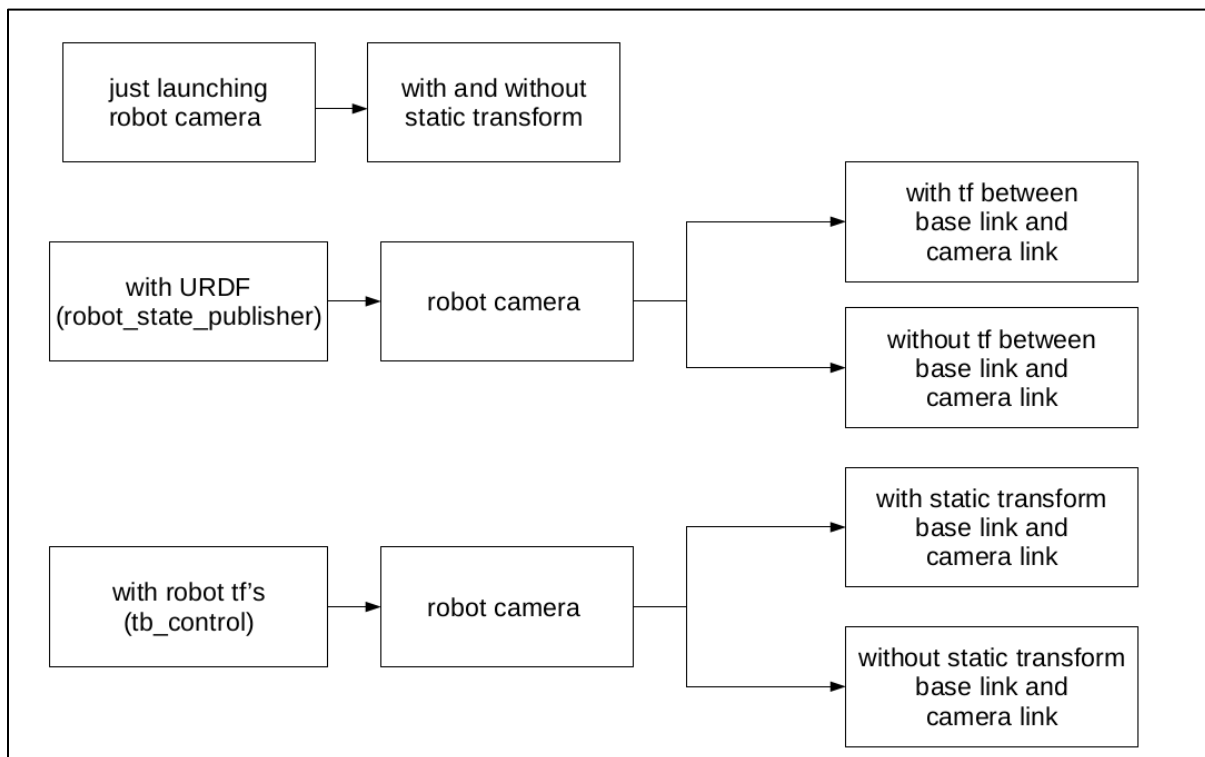 just launching
robot camera
with and without
static transform
with URDF
(robot_state_publisher)
robot camera
with tf between
base link and
camera link
without tf between
base link and
camera link
with robot tf’s
(tb_control)
robot camera
with static transform
base link and
camera link
without static transform
base link and
camera link